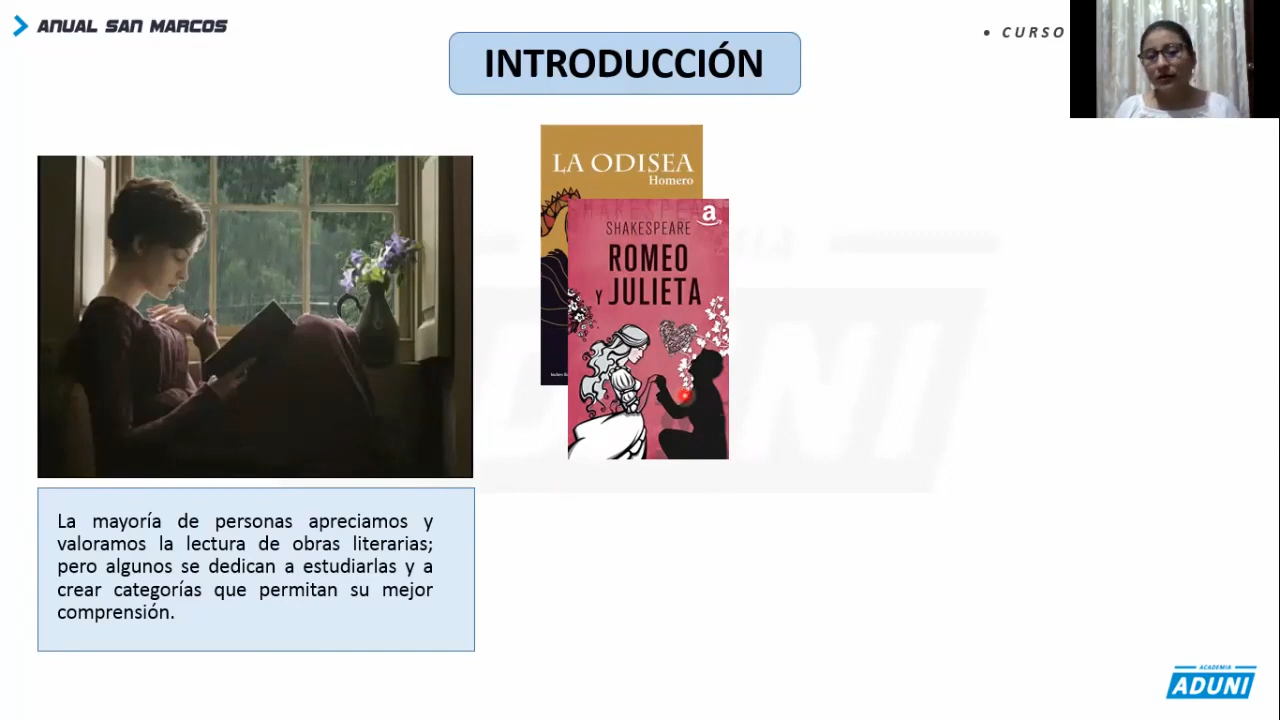 ANUAL SAN MARCOS
• CURSO
INTRODUCCIÓN
LA ODISEA
Homero
SHAKESPEARE
ROMEO
Y JULIETA
La mayoría de personas apreciamos y
valoramos la lectura de obras literarias;
pero algunos se dedican a estudiarlas y a
crear categorías que permitan su mejor
comprensión.
ACADEMIA
ADUNI